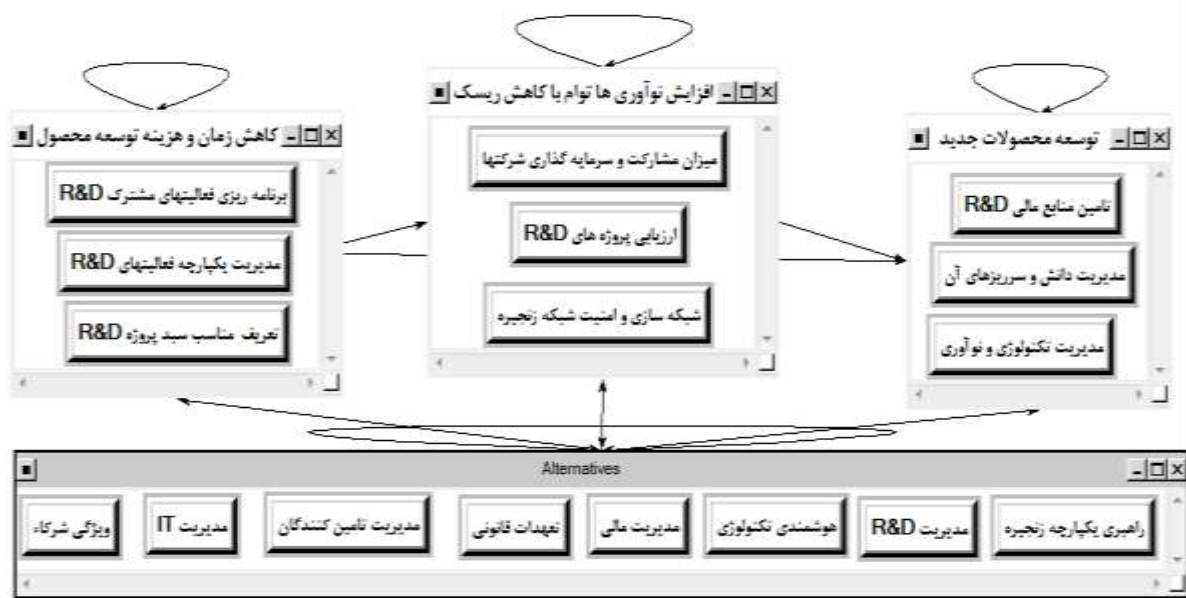 افزایش نوآوری ها توام با کاهش ریسک
میزان مشارکت و سرمایه گذاری شرکتها
ارزیابی پروژه های R&D
شبکه سازی و امنیت شبکه زنجیره
توسعه محصولات جدید
تامین منابع مالی R&D
مدیریت دانش و سرریزهای آن
مدیریت تکنولوژی و نوآوری
کاهش زمان و هزینه توسعه محصول
برنامه ریزی فعالیتهای مشترک R&D
مدیریت یکپارچه فعالیتهای R&D
تعریف مناسب سبد پروژه R&D
Alternatives
راهبری یکپارچه زنجیره
مدیریت R&D
هوشمندی تکنولوژی
مدیریت مالی
تعهدات قانونی
مدیریت تامین کنندگان
مدیریت IT
ویژگی شرکاء